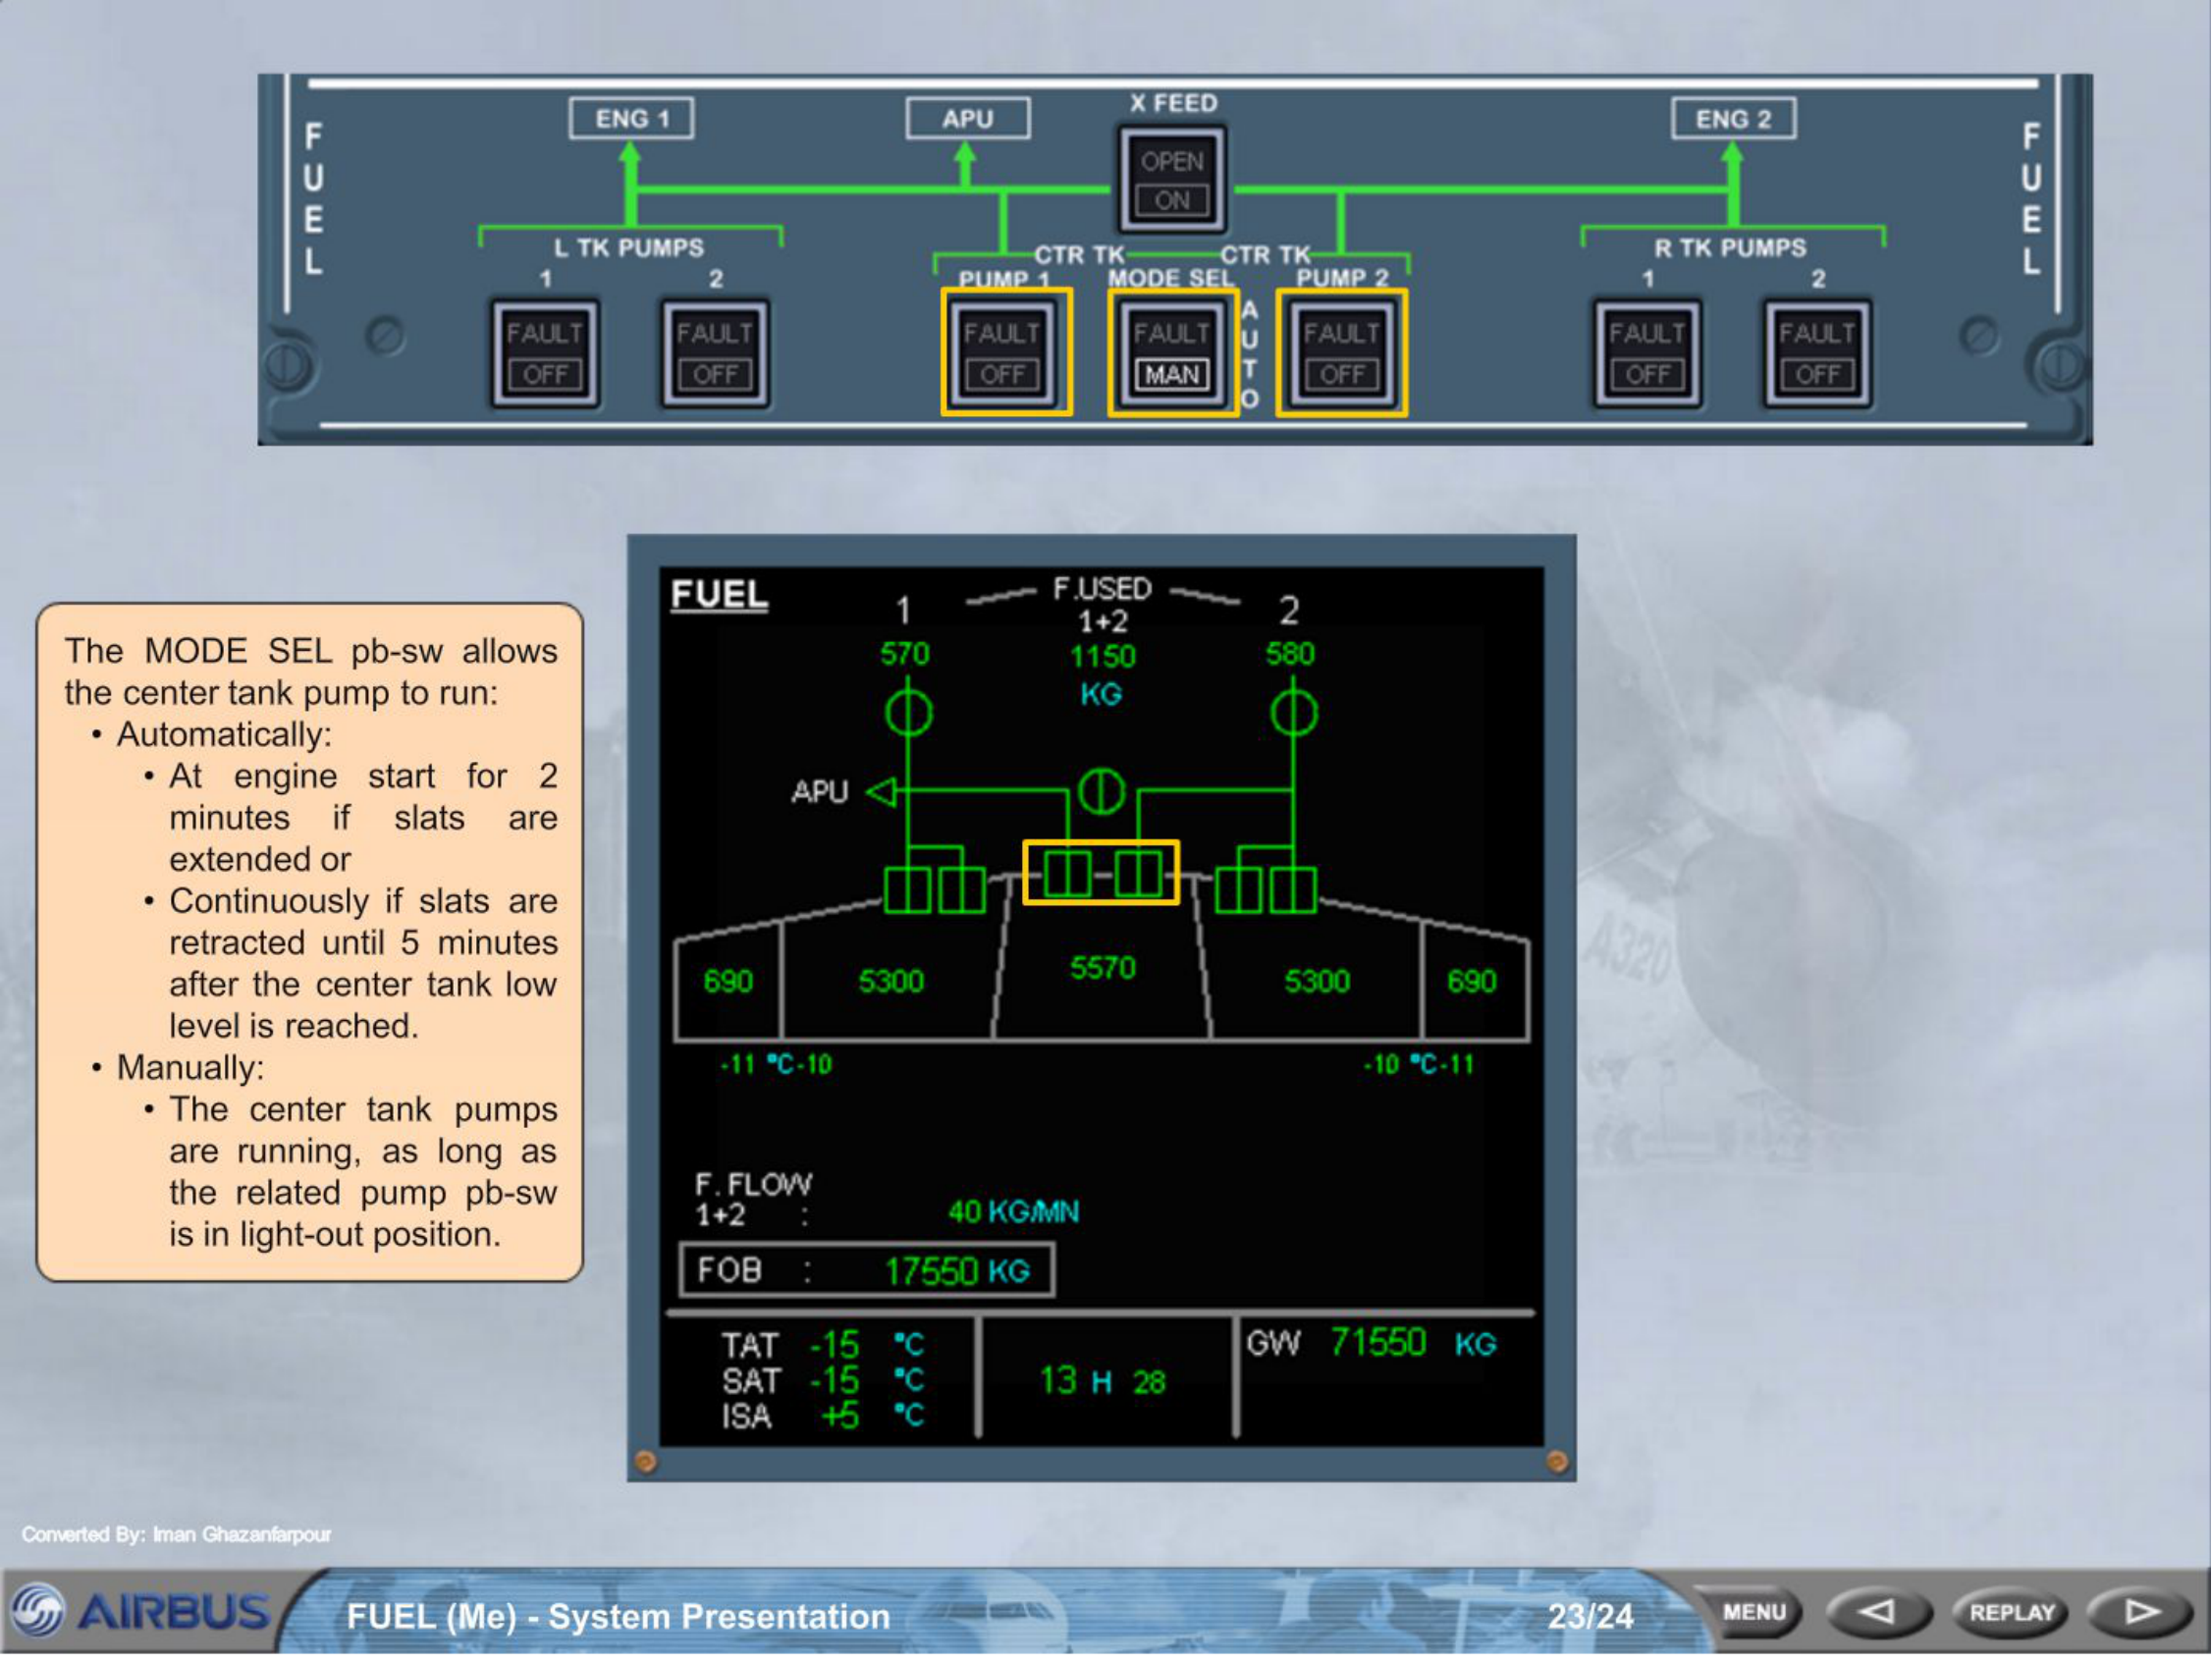 X FEED
ENG 1
APU
ENG 2
OPEN
ON
FUEL
FUEL
L TK PUMPS
CTR TK
CTR TK
R TK PUMPS
1
2
PUMP 1
MODE SEL
PUMP 2
1
2
FAULT
OFF
FAULT
OFF
FAULT
OFF
FAULT
MAN
AUTO
FAULT
OFF
FAULT
OFF
FAULT
OFF
The MODE SEL pb-sw allows
the center tank pump to run:
• Automatically:
• At engine start for 2
minutes if slats are
extended or
• Continuously if slats are
retracted until 5 minutes
after the center tank low
level is reached.
• Manually:
• The center tank pumps
are running, as long as
the related pump pb-sw
is in light-out position.
FUEL
1
F.USED
1+2
2
570
1150
580
KG
APU
690
5300
5570
5300
690
-11 °C -10
-10 °C -11
F.FLOW
1+2 : 40 KG/MN
FOB : 17550 KG
TAT -15 °C
SAT -15 °C
ISA +5 °C
13 H 28
GW 71550 KG
A320
Converted By: Iman Ghazanfarpour
AIRBUS
FUEL (Me) - System Presentation
23/24
MENU
REPLAY